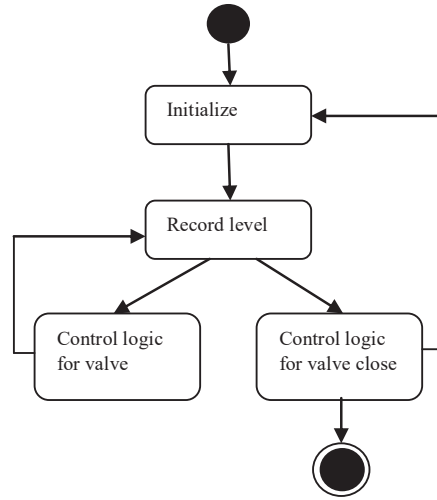 Initialize
Record level
Control logic
for valve
Control logic
for valve close